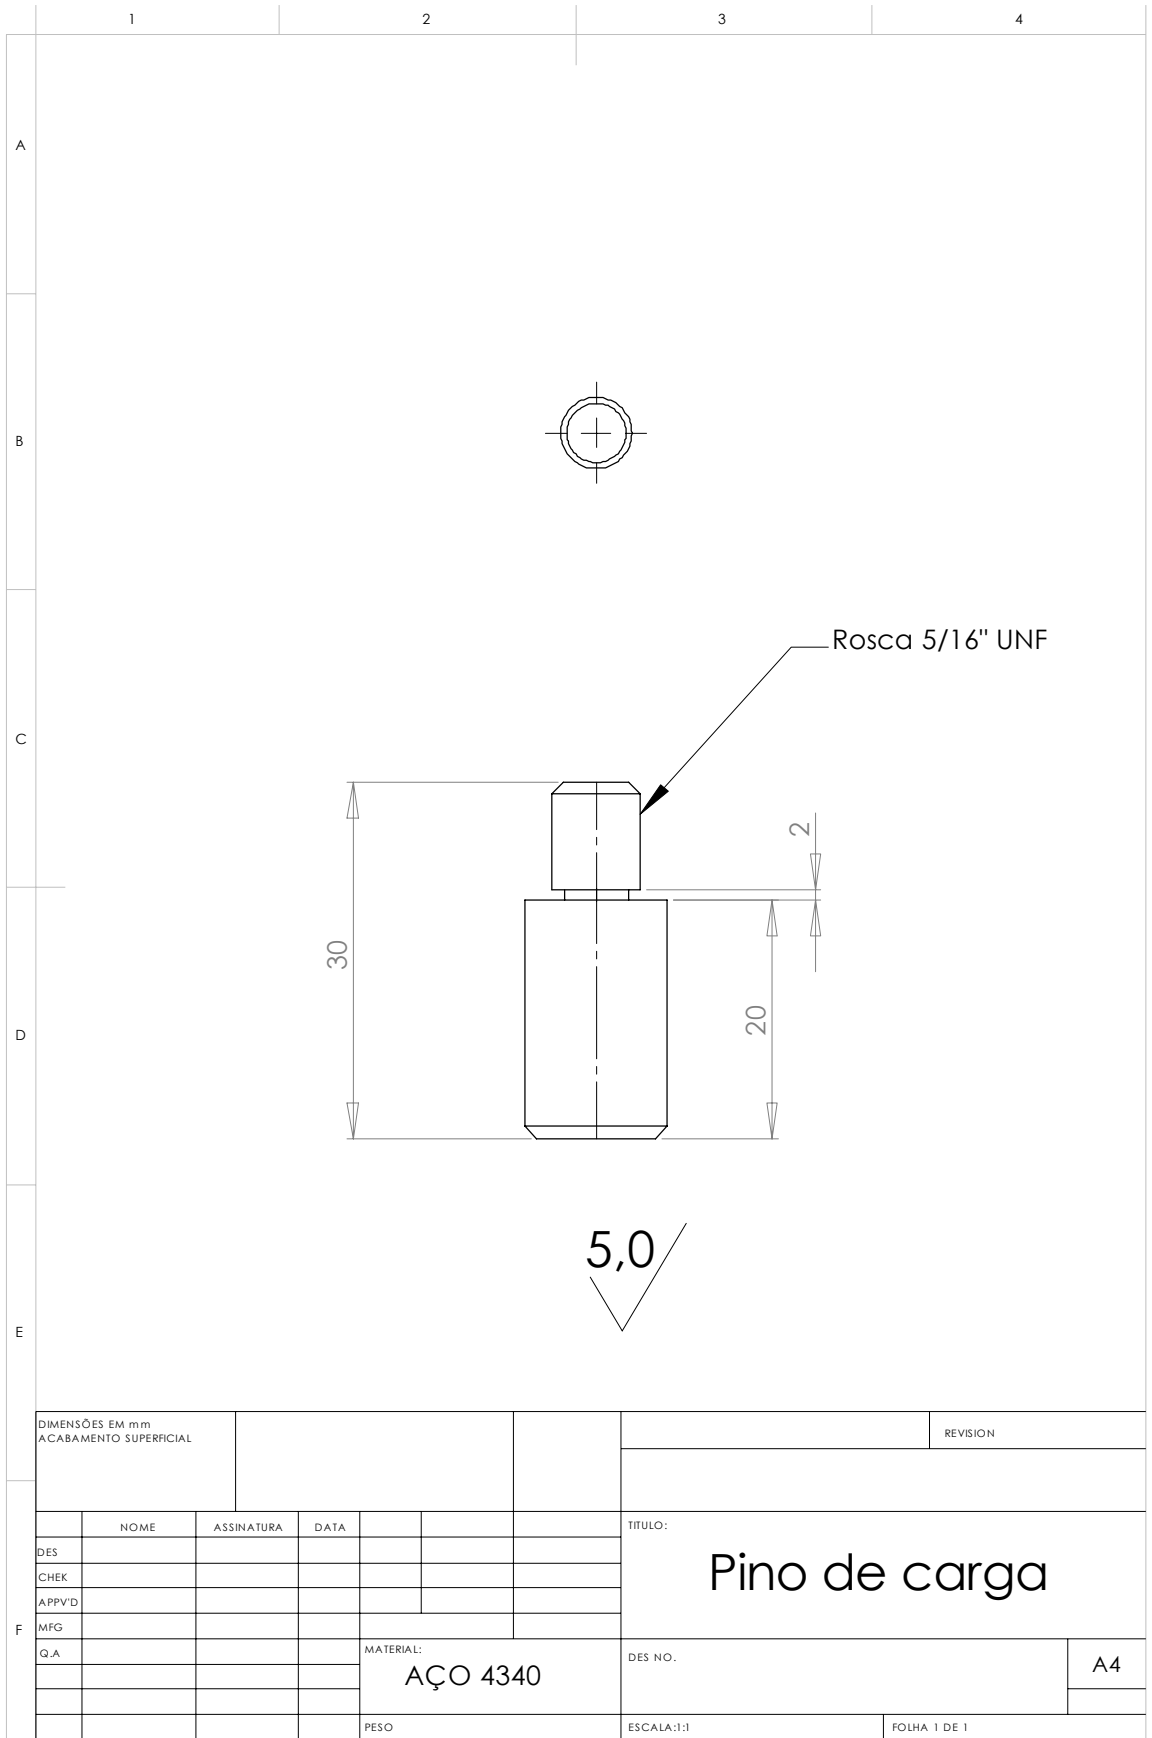 1 2 3 4
A
B
Rosca 5/16" UNF
C
2
30
20
D
5,0
E
DIMENSÕES EM mm
ACABAMENTO SUPERFICIAL
REVISION
NOME ASSINATURA DATA
TITULO:
DES
Pino de carga
CHEK
APPV'D
F
MFG
Q.A
MATERIAL:
AÇO 4340
DES NO.
A4
PESO
ESCALA:1:1
FOLHA 1 DE 1